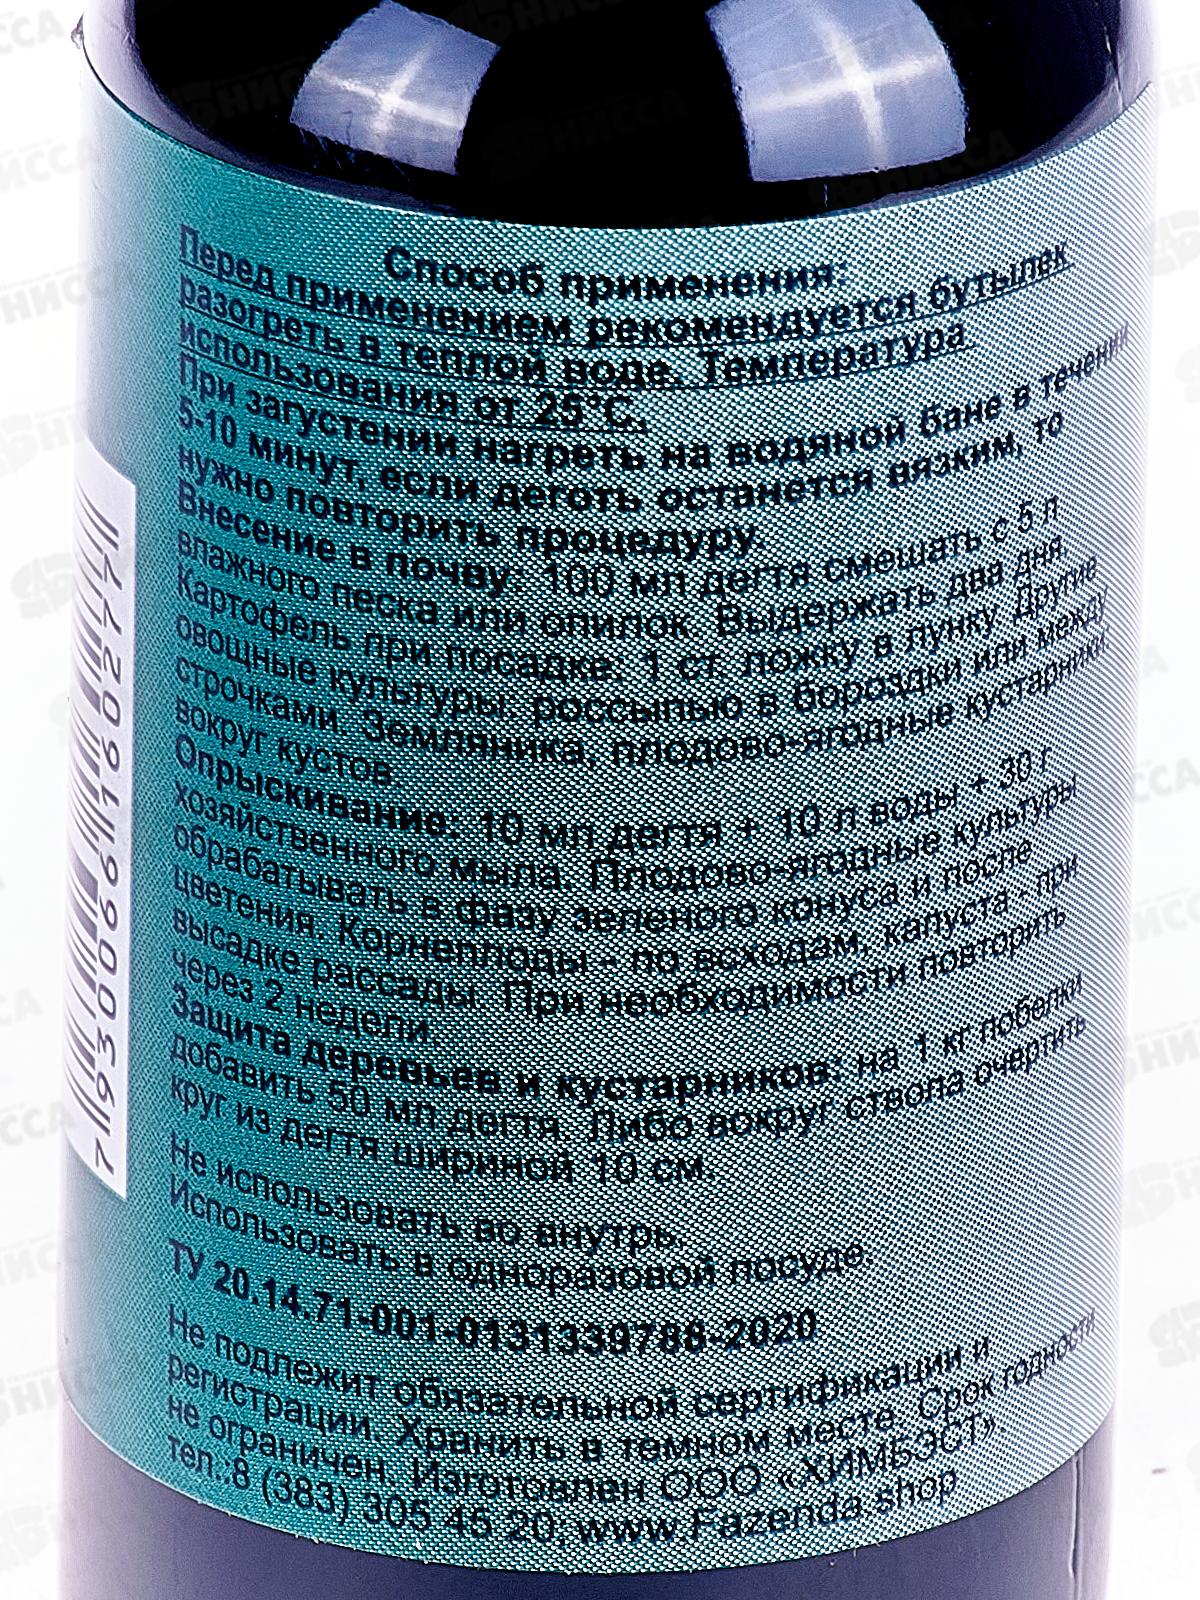 Способ применения:
Перед применением рекомендуется бутылек
разогреть в теплой воде. Температура
использования от 25°С.
При загустении нагреть на водяной бане в течении
5-10 минут, если деготь останется вязким, то
нужно повторить процедуру.
Внесение в почву: 100 мл дегтя смешать с 5 л
влажного песка или опилок. Выдержать два дня.
Картофель при посадке: 1 ст. ложку в лунку. Другие
овощные культуры: россыпью в бороздки или между
строчками. Земляника, плодово-ягодные кустарники:
вокруг кустов.
Опрыскивание: 10 мл дегтя + 10 л воды + 30 г
хозяйственного мыла. Плодово-ягодные культуры
обрабатывать в фазу зеленого конуса и после
цветения. Корнеплоды - по всходам, капуста - при
высадке рассады. При необходимости повторить
через 2 недели.
Защита деревьев и кустарников: на 1 кг побелки
добавить 50 мл дегтя. Либо вокруг ствола очертить
круг из дегтя шириной 10 см.
Не использовать во внутрь.
Использовать в одноразовой посуде.
ТУ 20.14.71-001-0131339788-2020
Не подлежит обязательной сертификации и
регистрации. Хранить в темном месте. Срок годности
не ограничен. Изготовлен ООО «ХИМБЭСТ».
тел.:8 (383) 305 45 20, www.Fazenda.shop
7 930066 160277
НИССА